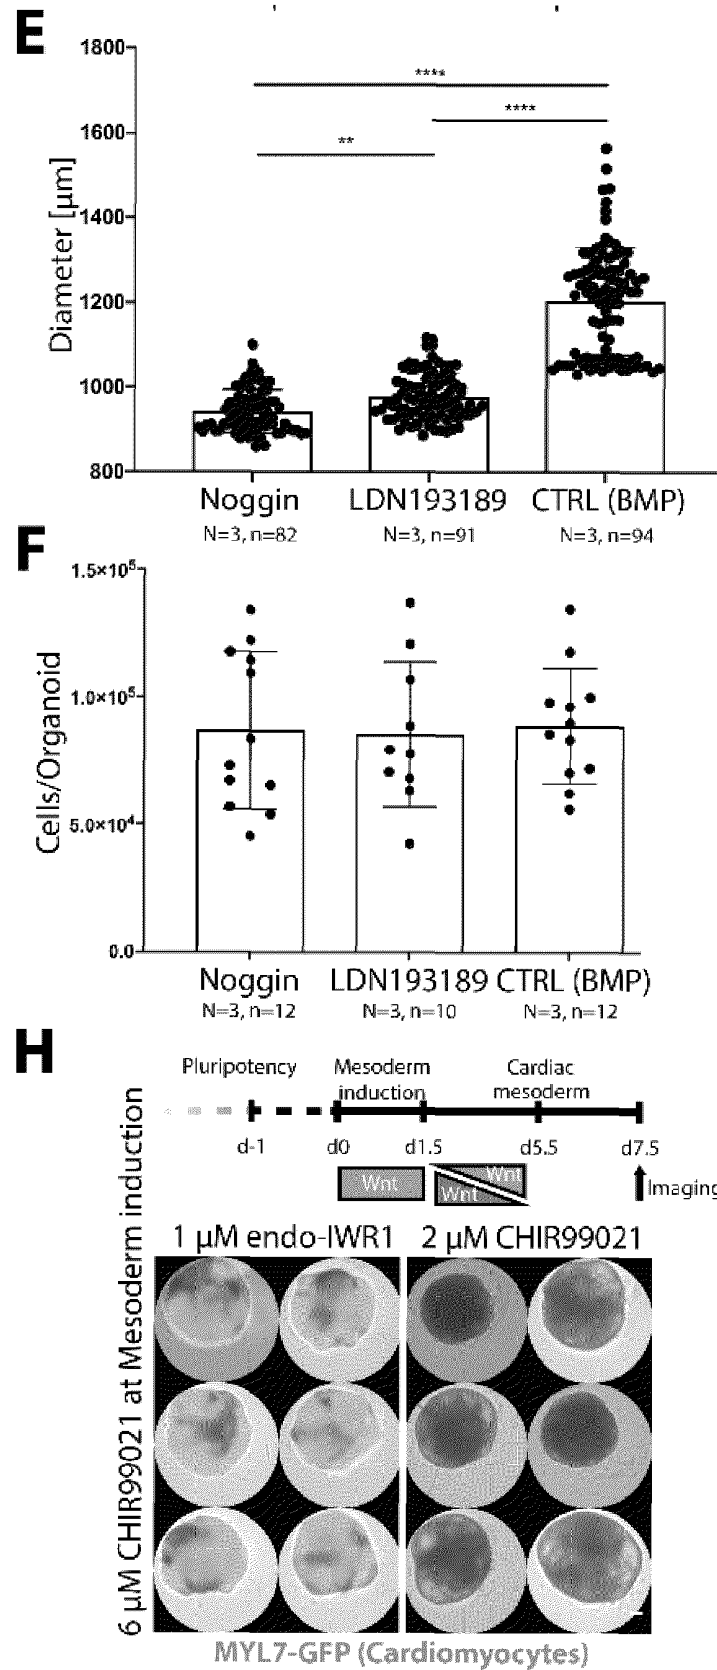 E
1800
1600
1400
1200
1000
800
Diameter [µm]
****
****
**
Noggin
LDN193189
CTRL (BMP)
N=3, n=82
N=3, n=91
N=3, n=94
F
1.5×10⁵
1.0×10⁵
5.0×10⁴
0.0
Cells/Organoid
Noggin
LDN193189
CTRL (BMP)
N=3, n=12
N=3, n=10
N=3, n=12
H
Pluripotency
Mesoderm
induction
Cardiac
mesoderm
d-1
d0
d1.5
d5.5
d7.5
Wnt
Wnt
Wnt
Imaging
1 µM endo-IWR1
2 µM CHIR99021
6 µM CHIR99021 at Mesoderm induction
MYL7-GFP (Cardiomyocytes)